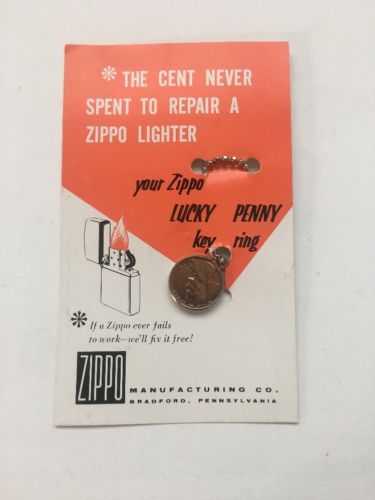 * THE CENT NEVER
SPENT TO REPAIR A
ZIPPO LIGHTER
your Zippo
LUCKY PENNY
key ring
* If a Zippo ever fails
to work—we'll fix it free!
ZIPPO
MANUFACTURING CO.
BRADFORD, PENNSYLVANIA